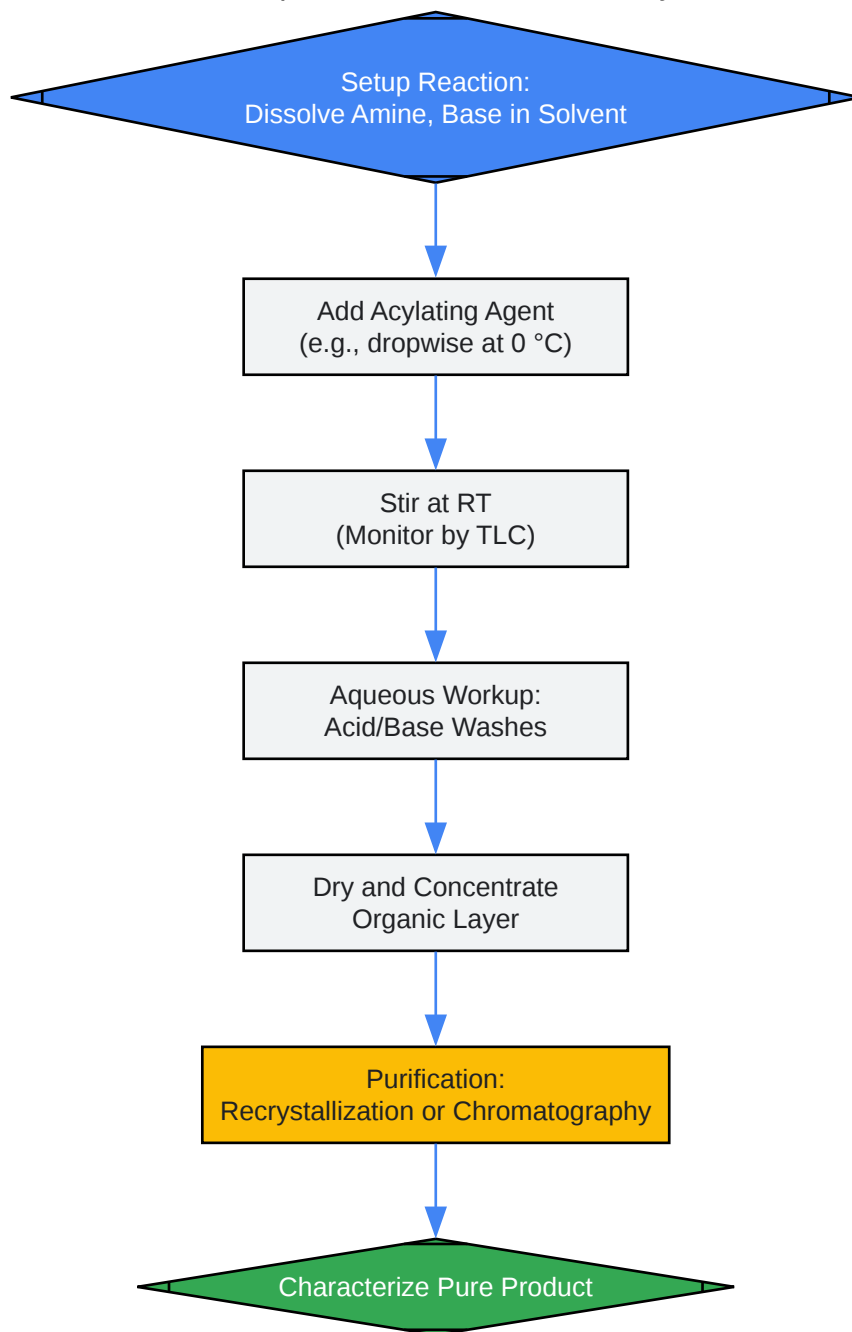 Setup Reaction:
Dissolve Amine, Base in Solvent
Add Acylating Agent
(e.g., dropwise at 0 °C)
Stir at RT
(Monitor by TLC)
Aqueous Workup:
Acid/Base Washes
Dry and Concentrate
Organic Layer
Purification:
Recrystallization or Chromatography
Characterize Pure Product